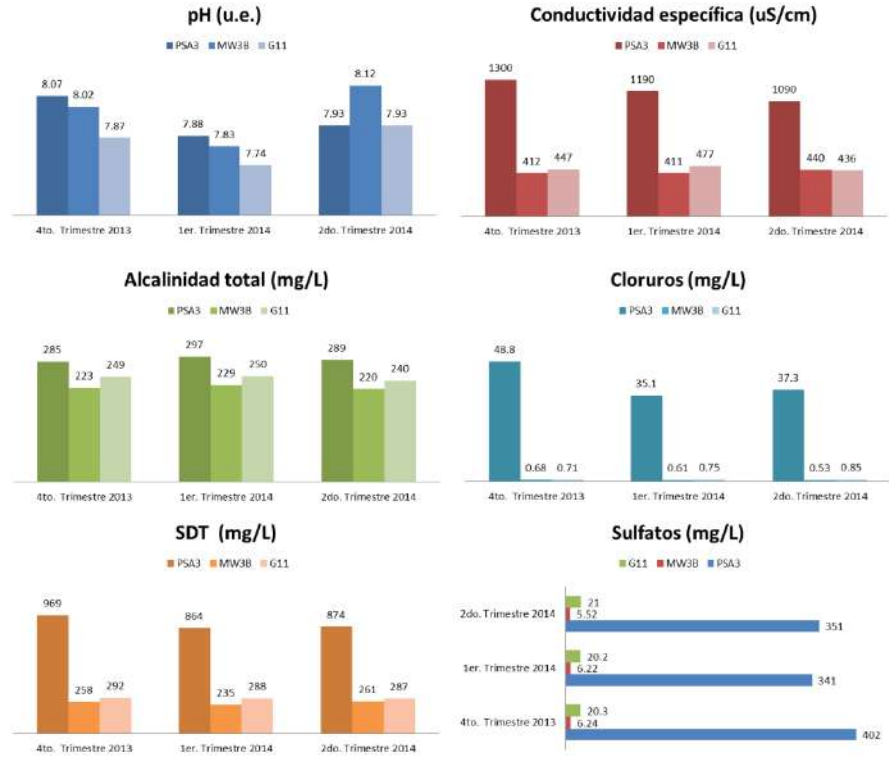 pH (u.e.)
PSA3 MW3B G11
8.07 8.02 7.87
7.88 7.83 7.74
7.93 8.12 7.93
4to. Trimestre 2013 1er. Trimestre 2014 2do. Trimestre 2014
Conductividad específica (uS/cm)
PSA3 MW3B G11
1300 412 447
1190 411 477
1090 440 436
4to. Trimestre 2013 1er. Trimestre 2014 2do. Trimestre 2014
Alcalinidad total (mg/L)
PSA3 MW3B G11
285 223 249
297 229 250
289 220 240
4to. Trimestre 2013 1er. Trimestre 2014 2do. Trimestre 2014
Cloruros (mg/L)
PSA3 MW3B G11
48.8 0.68 0.71
35.1 0.61 0.75
37.3 0.53 0.85
4to. Trimestre 2013 1er. Trimestre 2014 2do. Trimestre 2014
SDT (mg/L)
PSA3 MW3B G11
969 258 292
864 235 288
874 261 287
4to. Trimestre 2013 1er. Trimestre 2014 2do. Trimestre 2014
Sulfatos (mg/L)
G11 MW3B PSA3
2do. Trimestre 2014 21 5.52 351
1er. Trimestre 2014 20.2 6.22 341
4to. Trimestre 2013 20.3 6.24 402